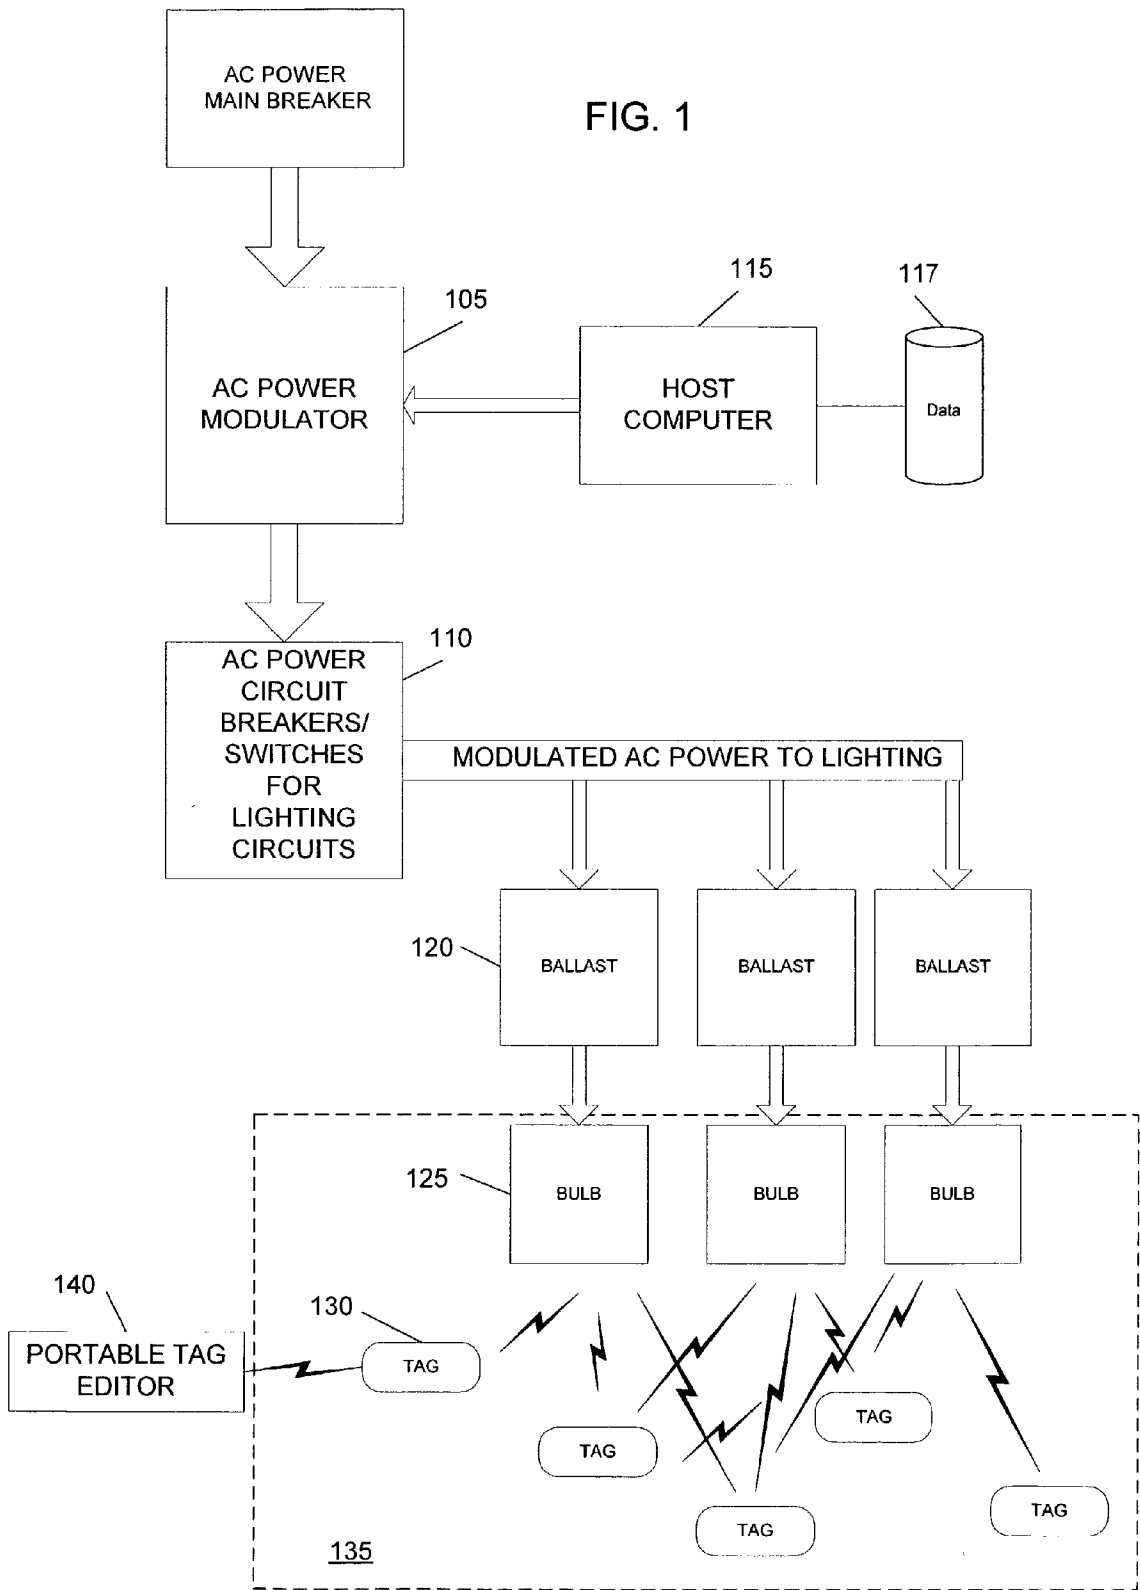 AC POWER
MAIN BREAKER
FIG. 1
105
115
117
AC POWER
MODULATOR
HOST
COMPUTER
Data
110
AC POWER
CIRCUIT
BREAKERS/
SWITCHES
FOR
LIGHTING
CIRCUITS
MODULATED AC POWER TO LIGHTING
120
BALLAST
BALLAST
BALLAST
125
BULB
BULB
BULB
140
130
PORTABLE TAG
EDITOR
TAG
TAG
TAG
TAG
TAG
135